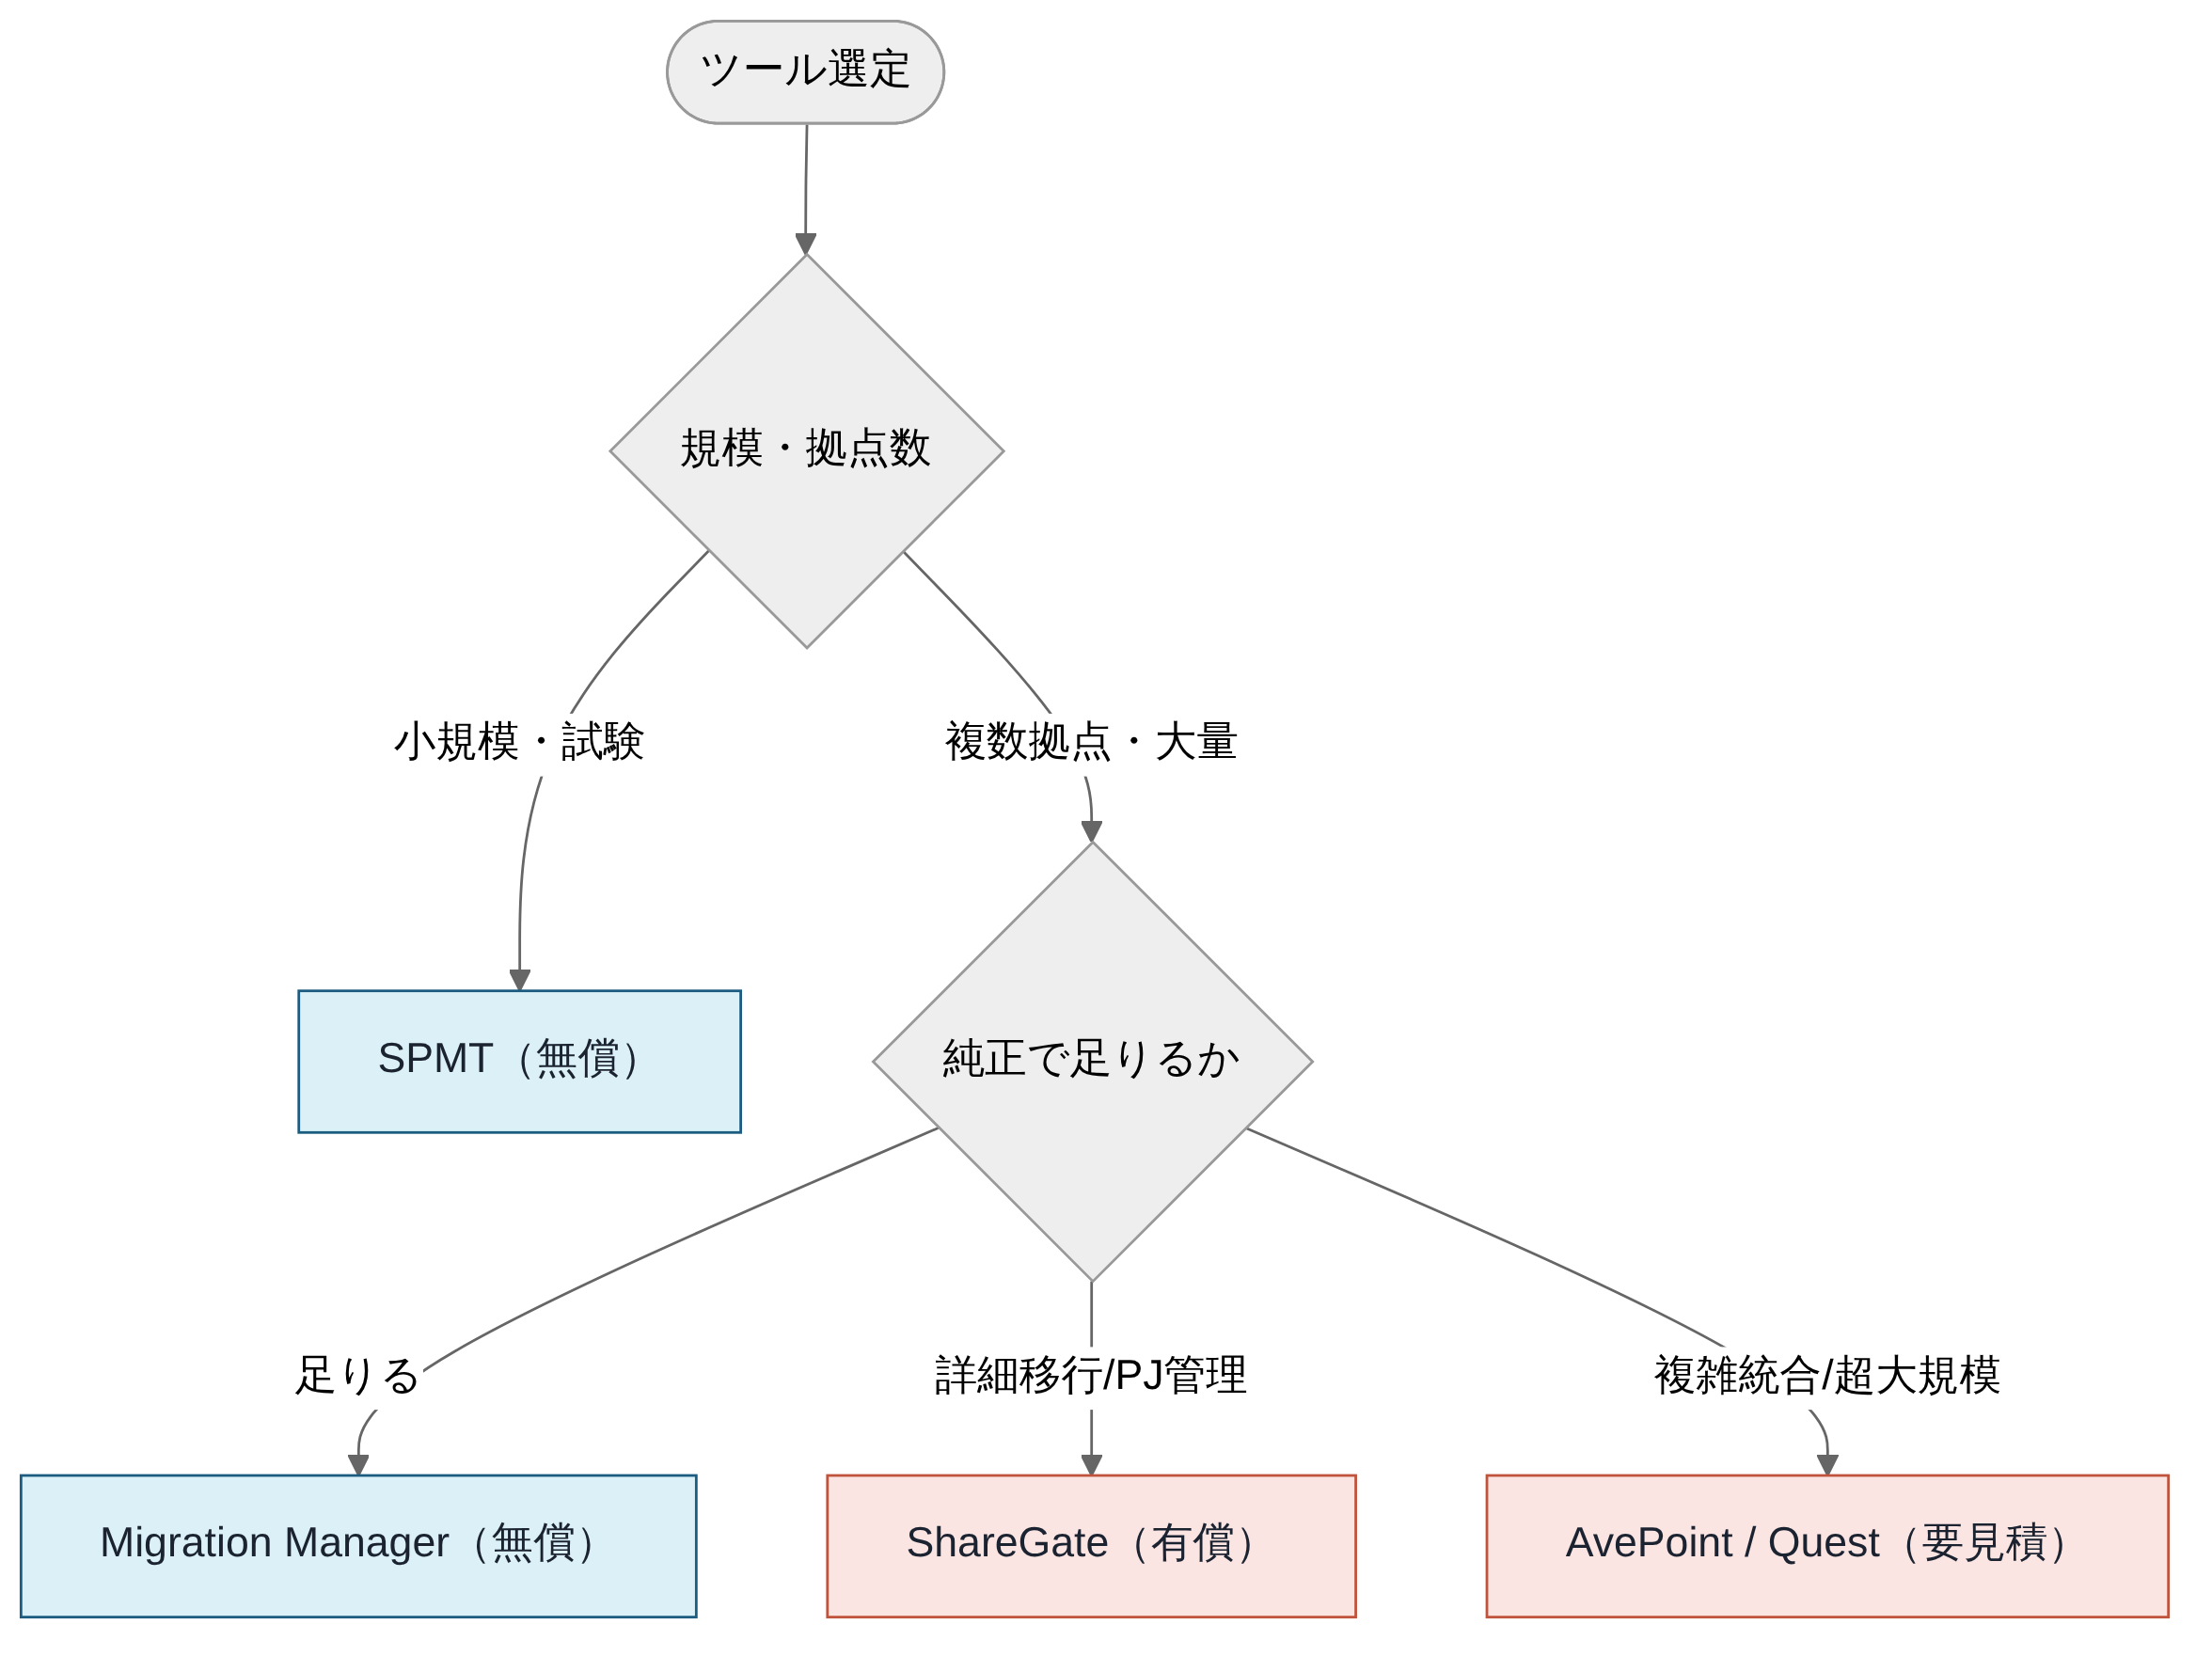 ツール選定
規模・拠点数
小規模・試験
複数拠点・大量
SPMT（無償）
純正で足りるか
足りる
詳細移行/PJ管理
複雑統合/超大規模
Migration Manager（無償）
ShareGate（有償）
AvePoint / Quest（要見積）